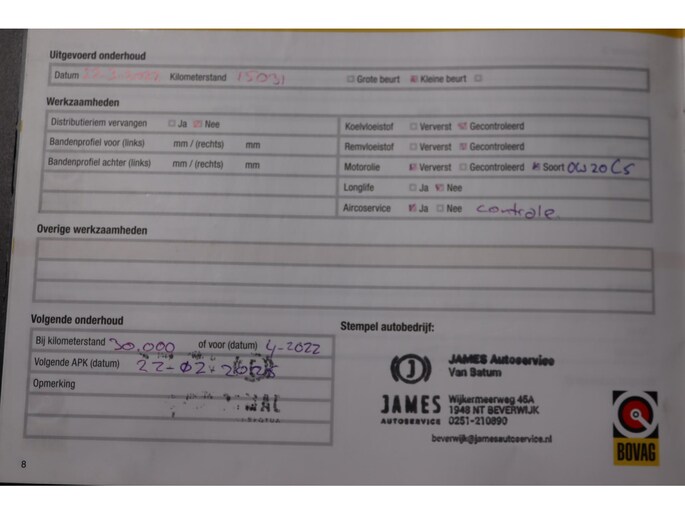 Uitgevoerd onderhoud
Datum Kilometerstand 15031 Grote beurt Kleine beurt
Werkzaamheden
Distributieriem vervangen Ja Nee
Koelvloeistof Ververst Gecontroleerd
Bandenprofiel voor (links) mm / (rechts) mm
Remvloeistof Ververst Gecontroleerd
Bandenprofiel achter (links) mm / (rechts) mm
Motorolie Ververst Gecontroleerd Soort 0W20 C5
Longlife Ja Nee
Aircoservice Ja Nee controle
Overige werkzaamheden
Volgende onderhoud
Bij kilometerstand 30.000 of voor (datum) 4-2022
Volgende APK (datum) 22-02-
Opmerking
Stempel autobedrijf:
JAMES Autoservice
Van Batum
JAMES
AUTOSERVICE
Wijkermeerweg 45A
1948 NT BEVERWIJK
0251-210890
beverwijk@jamesautoservice.nl
BOVAG
8